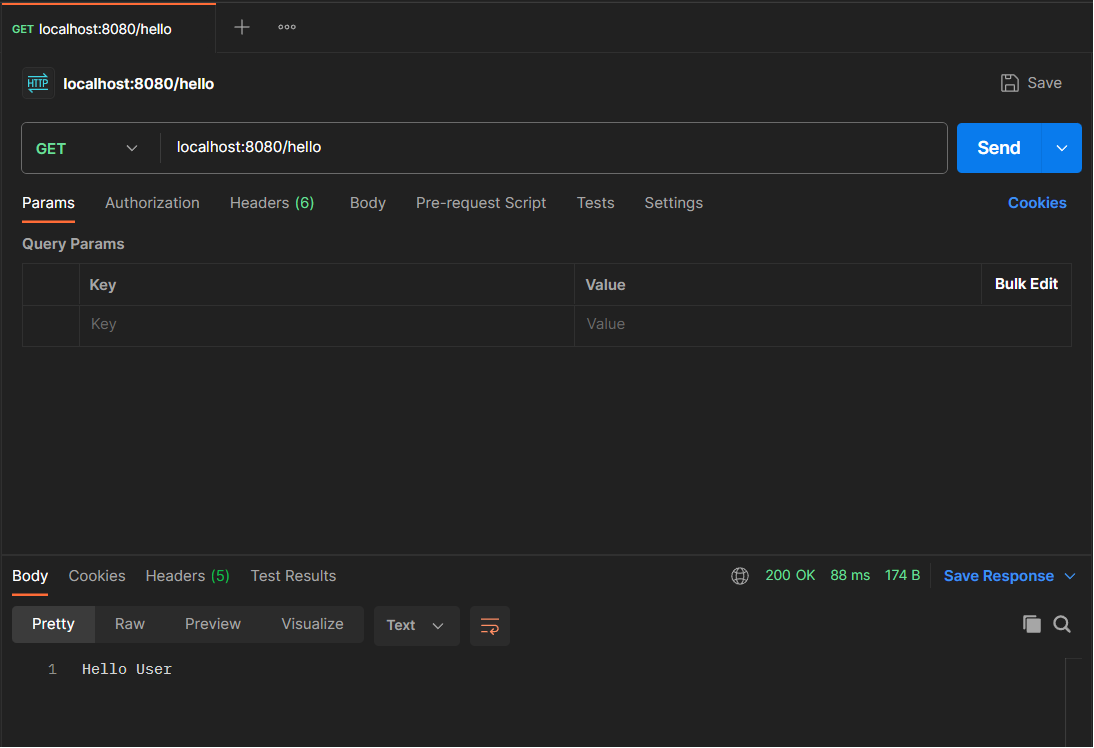 GET localhost:8080/hello
HTTP localhost:8080/hello Save
GET localhost:8080/hello Send
Params Authorization Headers (6) Body Pre-request Script Tests Settings Cookies
Query Params
Key Value Bulk Edit
Key Value
Body Cookies Headers (5) Test Results 200 OK 88 ms 174 B Save Response
Pretty Raw Preview Visualize Text
1 Hello User